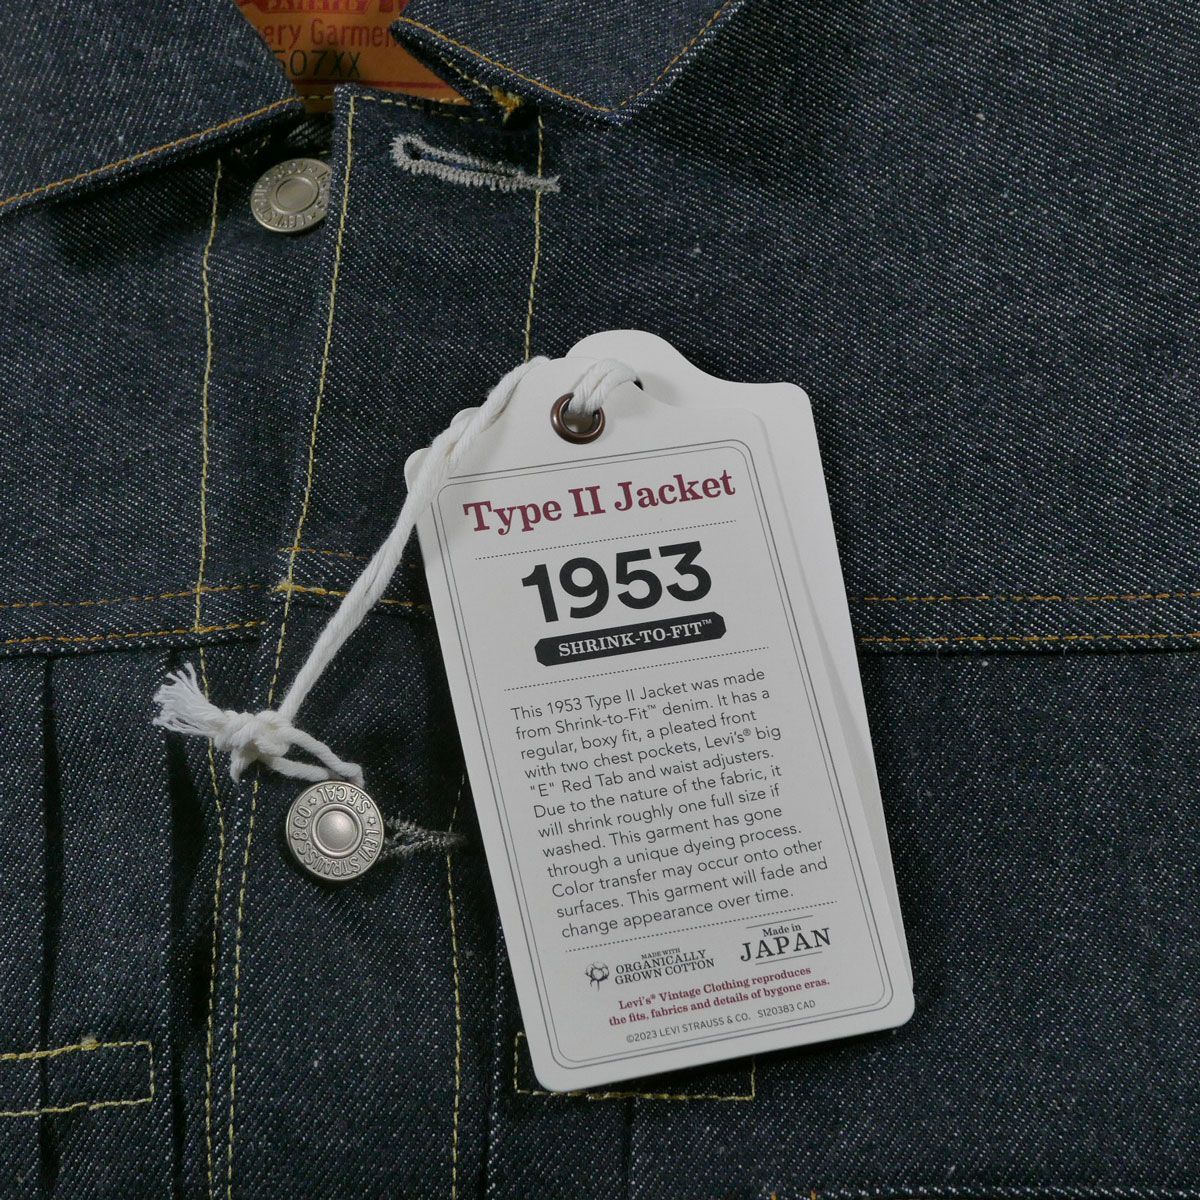 ery Garmen
507XX
LEVI STRAUSS & CO
Type II Jacket
1953
SHRINK-TO-FIT™
This 1953 Type II Jacket was made
from Shrink-to-Fit™ denim. It has a
regular, boxy fit, a pleated front
with two chest pockets, Levi's® big
"E" Red Tab and waist adjusters.
Due to the nature of the fabric, it
will shrink roughly one full size if
washed. This garment has gone
through a unique dyeing process.
Color transfer may occur onto other
surfaces. This garment will fade and
change appearance over time.
MADE WITH
ORGANICALLY
GROWN COTTON
Made in
JAPAN
Levi's® Vintage Clothing reproduces
the fits, fabrics and details of bygone eras.
©2023 LEVI STRAUSS & CO. S120383 CAD
LEVI STRAUSS & CO S.F.CAL